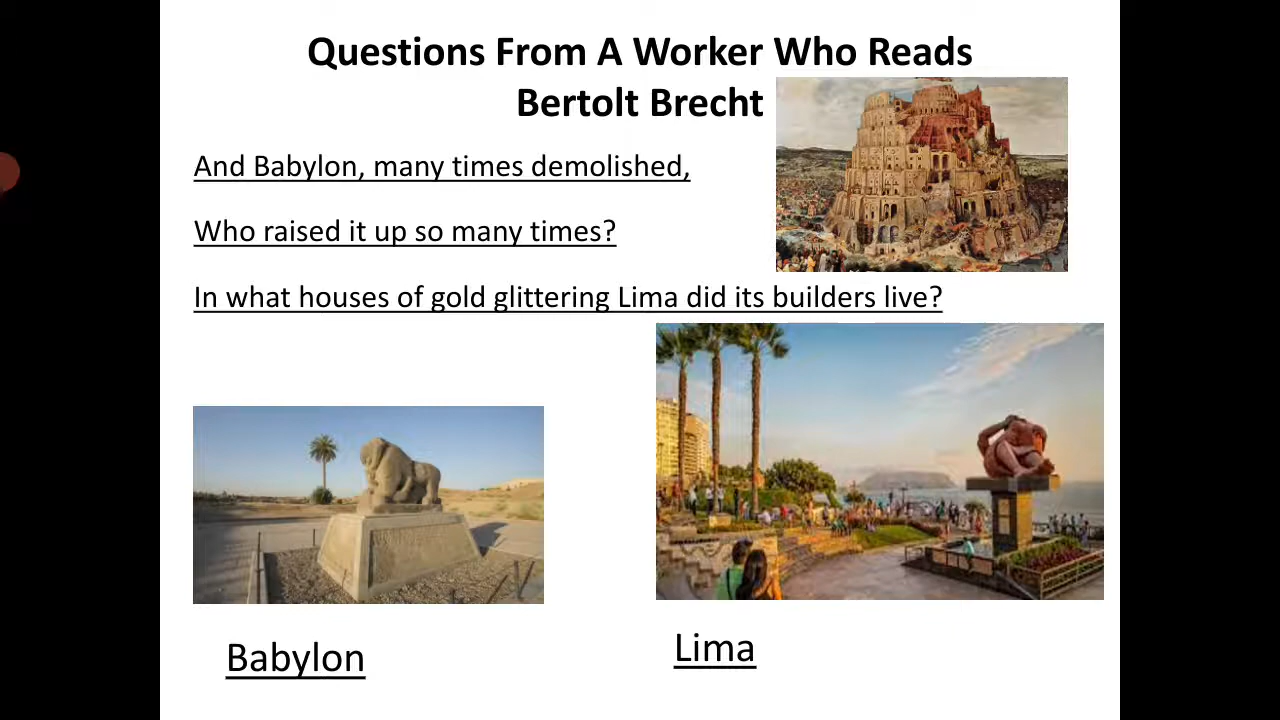 Questions From A Worker Who Reads
Bertolt Brecht
And Babylon, many times demolished,
Who raised it up so many times?
In what houses of gold glittering Lima did its builders live?
Babylon
Lima